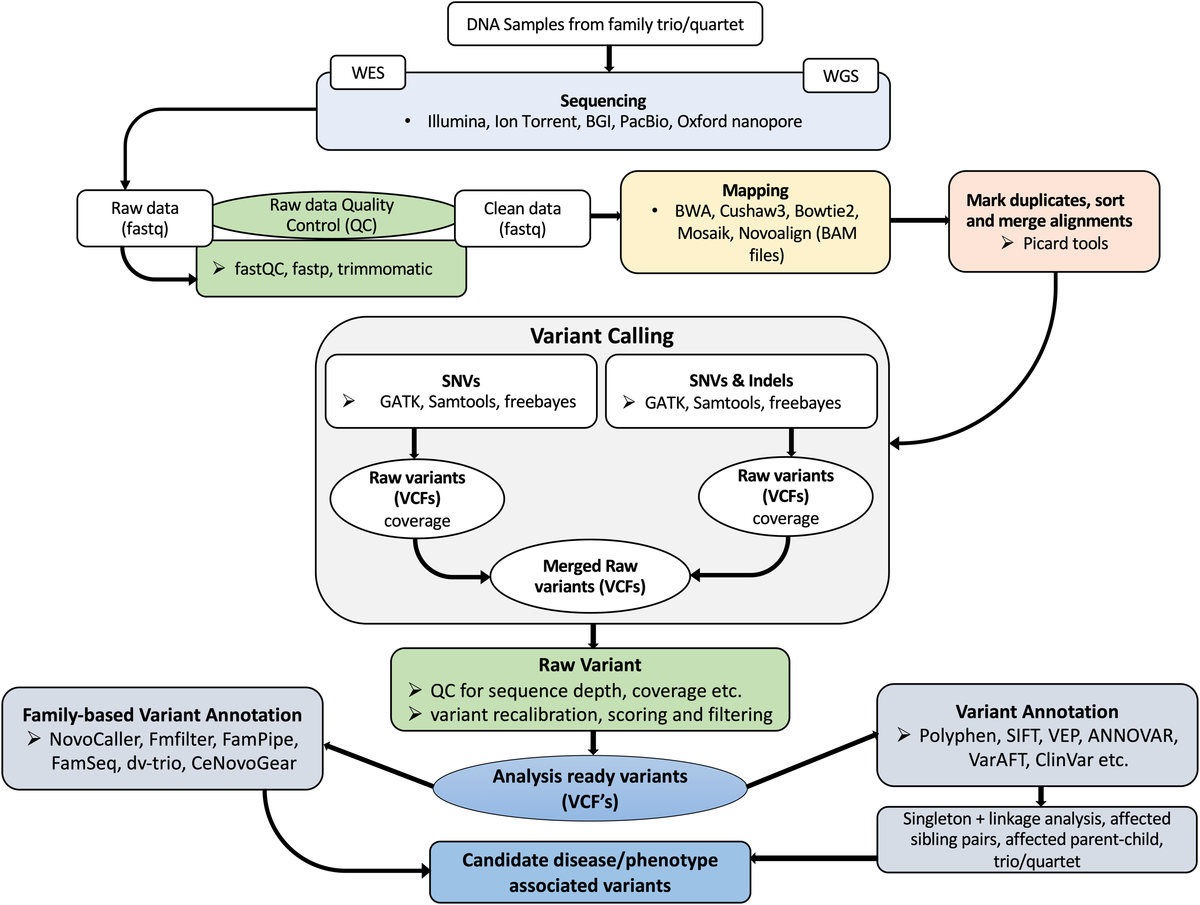 DNA Samples from family trio/quartet
WES
WGS
Sequencing
• Illumina, Ion Torrent, BGI, PacBio, Oxford nanopore
Raw data
(fastq)
Raw data Quality
Control (QC)
Clean data
(fastq)
➢ fastQC, fastp, trimmomatic
Mapping
• BWA, Cushaw3, Bowtie2,
Mosaik, Novoalign (BAM
files)
Mark duplicates, sort
and merge alignments
➢ Picard tools
Variant Calling
SNVs
➢ GATK, Samtools, freebayes
SNVs & Indels
➢ GATK, Samtools, freebayes
Raw variants
(VCFs)
coverage
Raw variants
(VCFs)
coverage
Merged Raw
variants (VCFs)
Raw Variant
➢ QC for sequence depth, coverage etc.
➢ variant recalibration, scoring and filtering
Family-based Variant Annotation
➢ NovoCaller, Fmfilter, FamPipe,
FamSeq, dv-trio, CeNovoGear
Analysis ready variants
(VCF's)
Variant Annotation
➢ Polyphen, SIFT, VEP, ANNOVAR,
VarAFT, ClinVar etc.
Singleton + linkage analysis, affected
sibling pairs, affected parent-child,
trio/quartet
Candidate disease/phenotype
associated variants